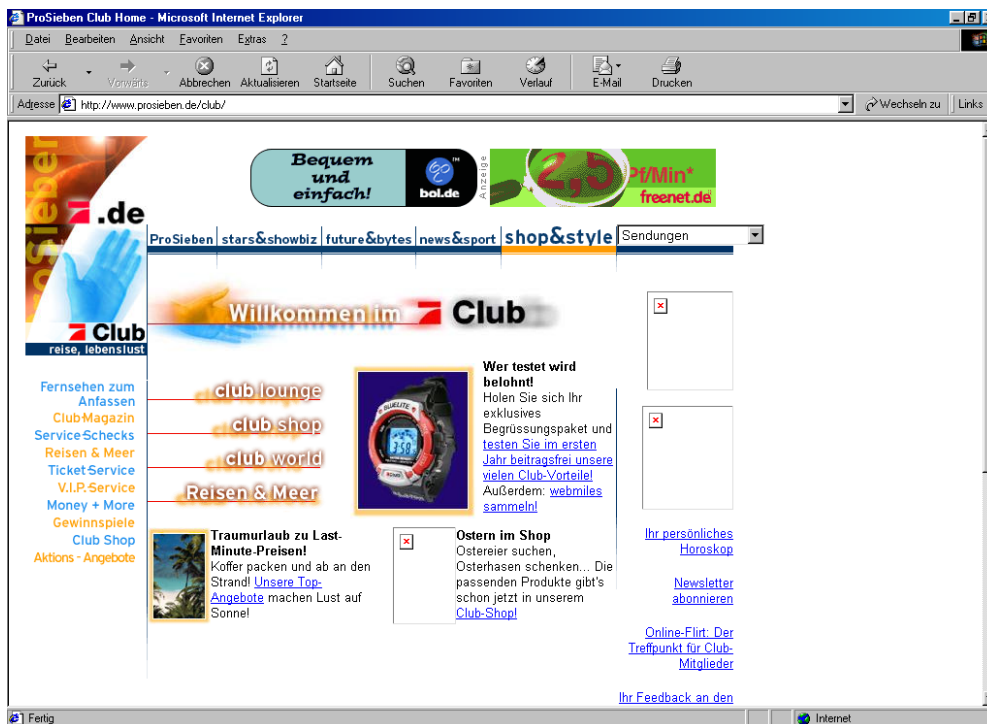 ProSieben Club Home - Microsoft Internet Explorer
Datei Bearbeiten Ansicht Favoriten Extras ?
Zurück Vorwärts Abbrechen Aktualisieren Startseite Suchen Favoriten Verlauf E-Mail Drucken
Adresse http://www.prosieben.de/club/ Wechseln zu Links
ProSieben
.de
Club
reise, lebenslust
Bequem
und
einfach!
bol.de™
Anzeige
2,5 Pf/Min*
freenet.de
ProSieben stars&showbiz future&bytes news&sport shop&style Sendungen
Willkommen im Club
Fernsehen zum
Anfassen
Club-Magazin
Service-Schecks
Reisen & Meer
Ticket-Service
V.I.P.-Service
Money + More
Gewinnspiele
Club Shop
Aktions - Angebote
club lounge
club shop
club world
Reisen & Meer
BLUELITE
3:58
Wer testet wird
belohnt!
Holen Sie sich Ihr
exklusives
Begrüssungspaket und
testen Sie im ersten
Jahr beitragsfrei unsere
vielen Club-Vorteile!
Außerdem: webmiles
sammeln!
Traumurlaub zu Last-
Minute-Preisen!
Koffer packen und ab an den
Strand! Unsere Top-
Angebote machen Lust auf
Sonne!
Ostern im Shop
Ostereier suchen,
Osterhasen schenken... Die
passenden Produkte gibt's
schon jetzt in unserem
Club-Shop!
Ihr persönliches
Horoskop
Newsletter
abonnieren
Online-Flirt: Der
Treffpunkt für Club-
Mitglieder
Ihr Feedback an den
Fertig Internet